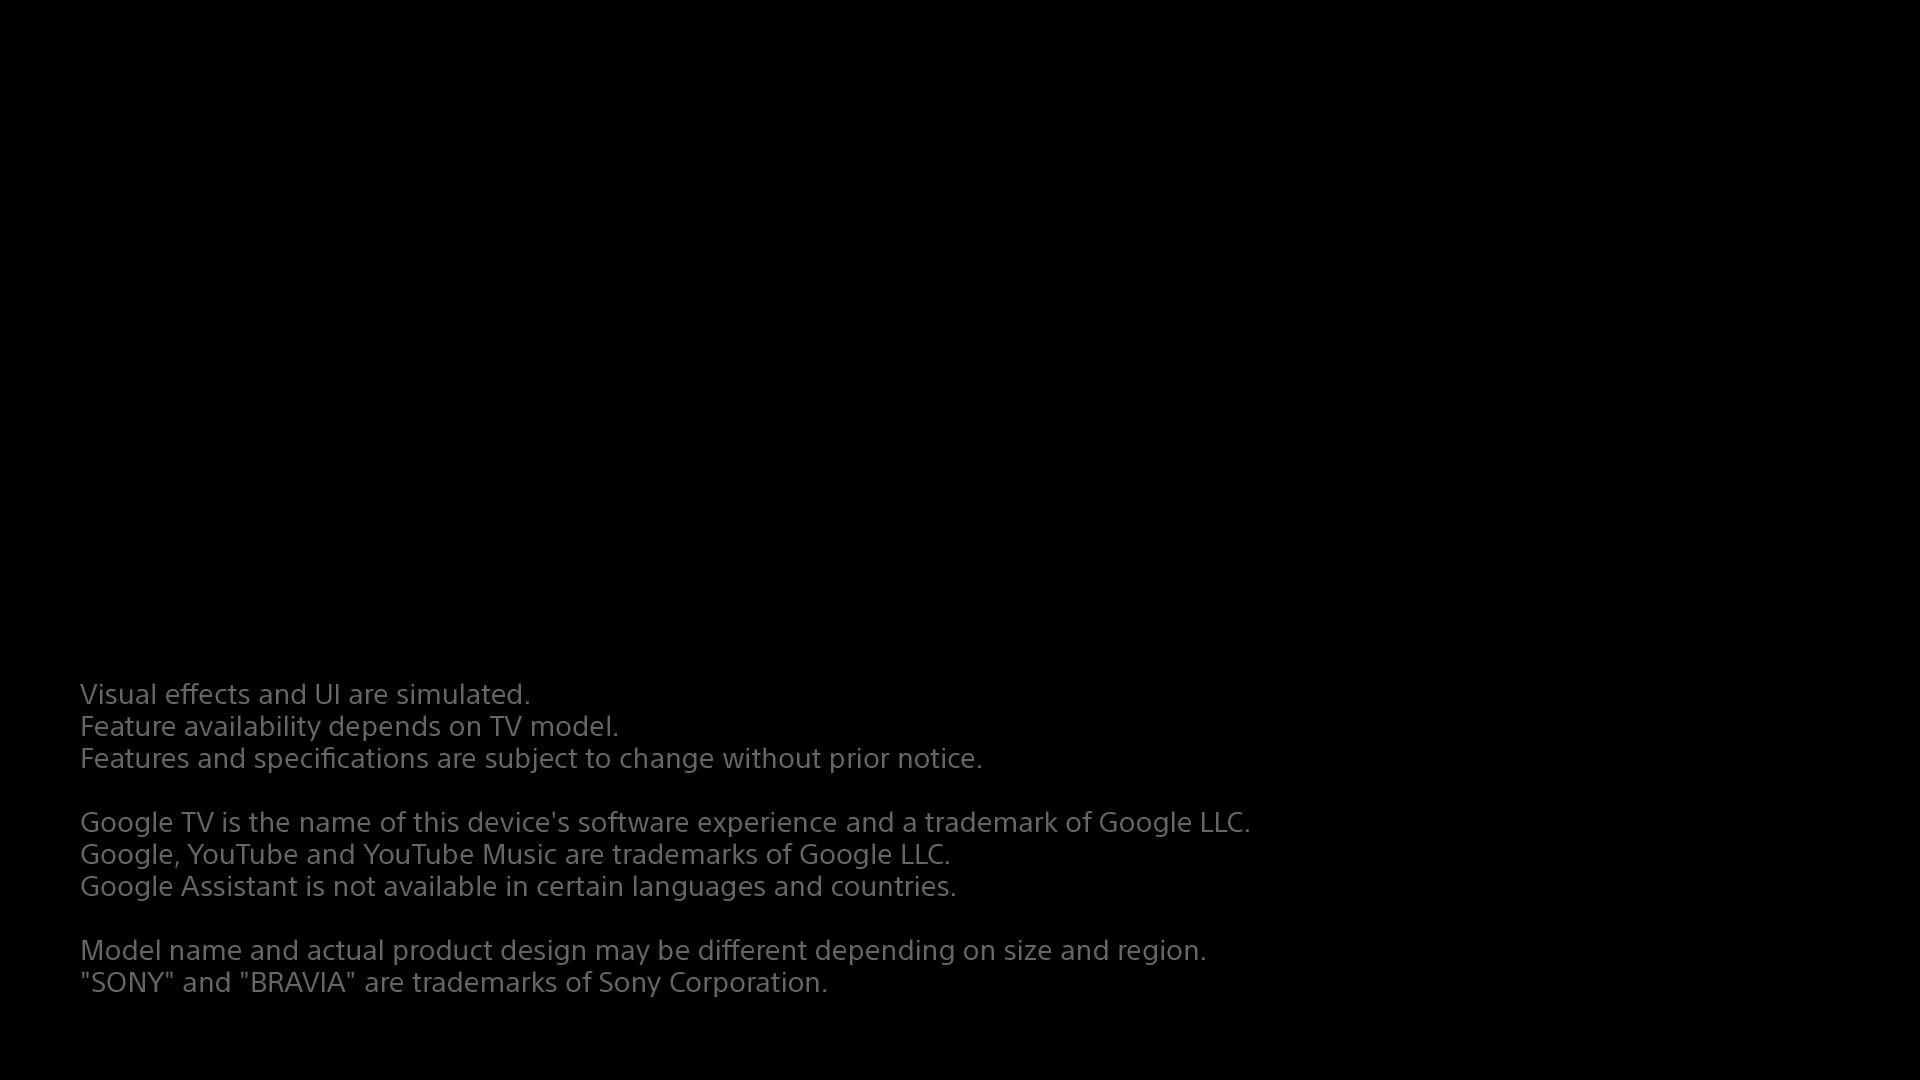 Visual effects and UI are simulated.
Feature availability depends on TV model.
Features and specifications are subject to change without prior notice.
Google TV is the name of this device's software experience and a trademark of Google LLC.
Google, YouTube and YouTube Music are trademarks of Google LLC.
Google Assistant is not available in certain languages and countries.
Model name and actual product design may be different depending on size and region.
"SONY" and "BRAVIA" are trademarks of Sony Corporation.